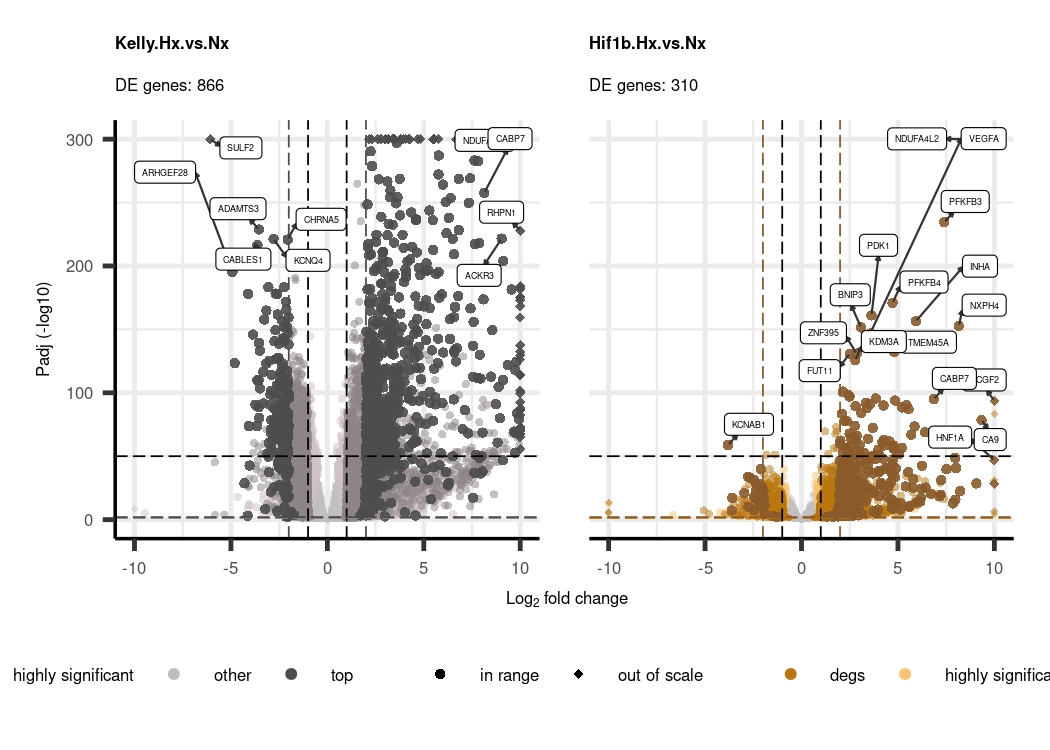 Kelly.Hx.vs.Nx
DE genes: 866
Hif1b.Hx.vs.Nx
DE genes: 310
Padj (-log10)
300
200
100
0
SULF2
ARHGEF28
ADAMTS3
CHRNA5
CABLES1
KCNQ4
NDUFA
CABP7
RHPN1
ACKR3
-10
-5
0
5
10
NDUFA4L2
VEGFA
PFKFB3
PDK1
INHA
PFKFB4
BNIP3
NXPH4
ZNF395
KDM3A
TMEM45A
FUT11
CABP7
CGF2
KCNAB1
HNF1A
CA9
-10
-5
0
5
10
Log2 fold change
highly significant
other
top
in range
out of scale
degs
highly significa